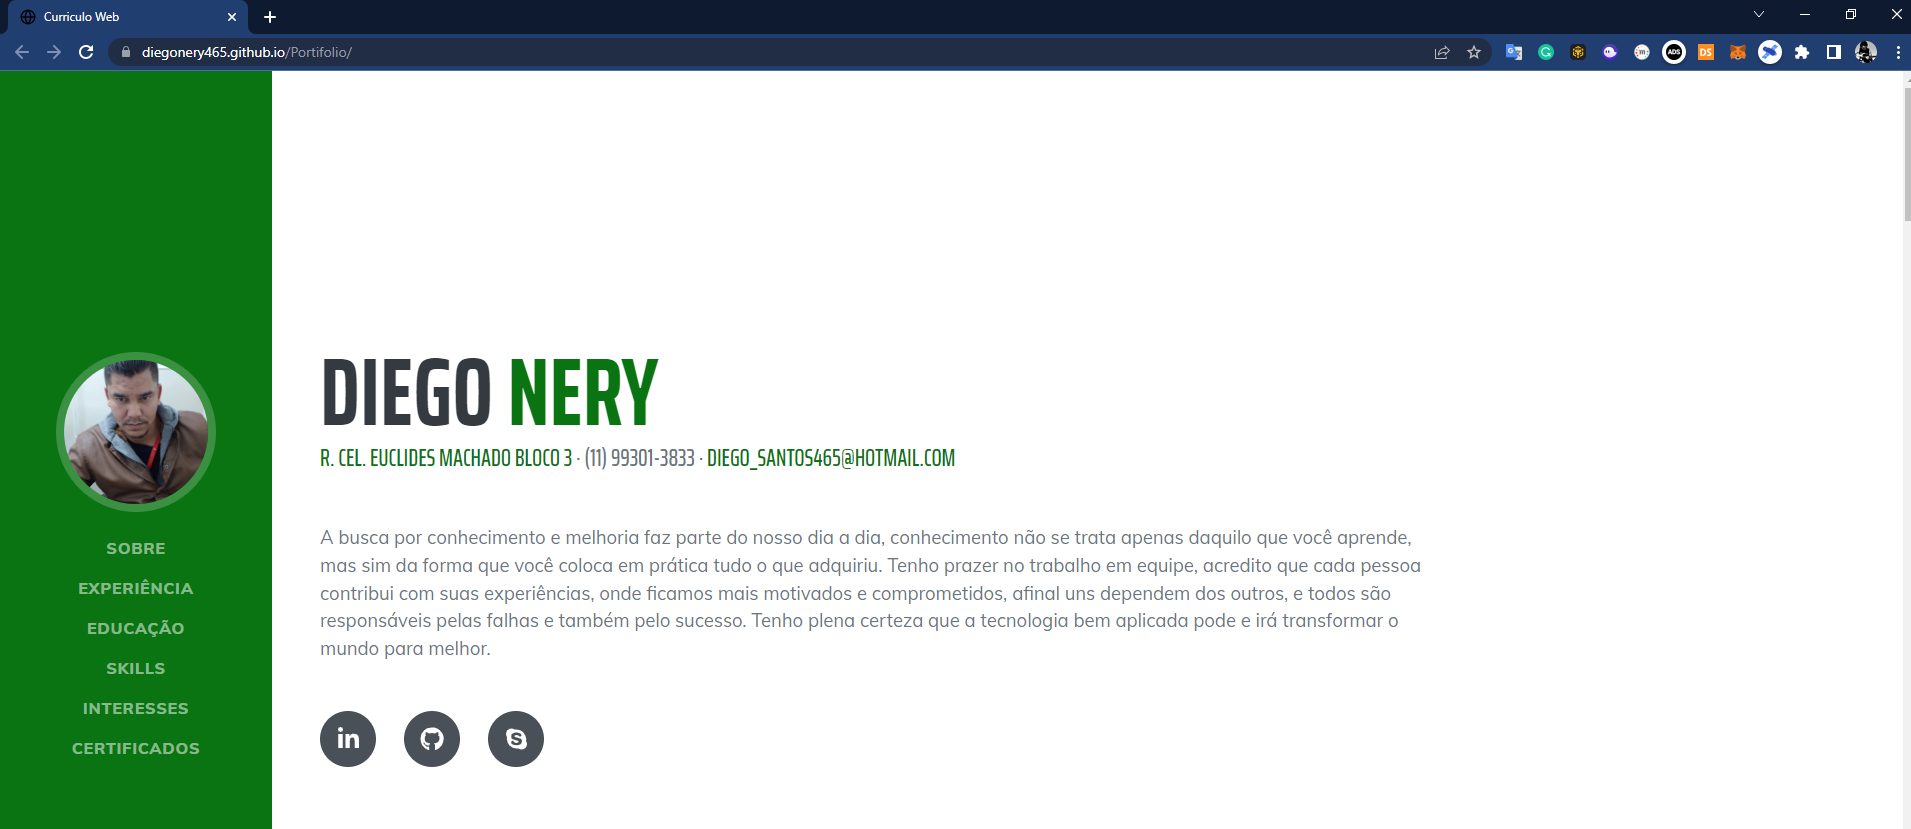 Curriculo Web
diegonery465.github.io/Portifolio/
ADS
DS
SOBRE
EXPERIÊNCIA
EDUCAÇÃO
SKILLS
INTERESSES
CERTIFICADOS
DIEGO NERY
R. CEL. EUCLIDES MACHADO BLOCO 3 · (11) 99301-3833 · DIEGO_SANTOS465@HOTMAIL.COM
A busca por conhecimento e melhoria faz parte do nosso dia a dia, conhecimento não se trata apenas daquilo que você aprende,
mas sim da forma que você coloca em prática tudo o que adquiriu. Tenho prazer no trabalho em equipe, acredito que cada pessoa
contribui com suas experiências, onde ficamos mais motivados e comprometidos, afinal uns dependem dos outros, e todos são
responsáveis pelas falhas e também pelo sucesso. Tenho plena certeza que a tecnologia bem aplicada pode e irá transformar o
mundo para melhor.
in